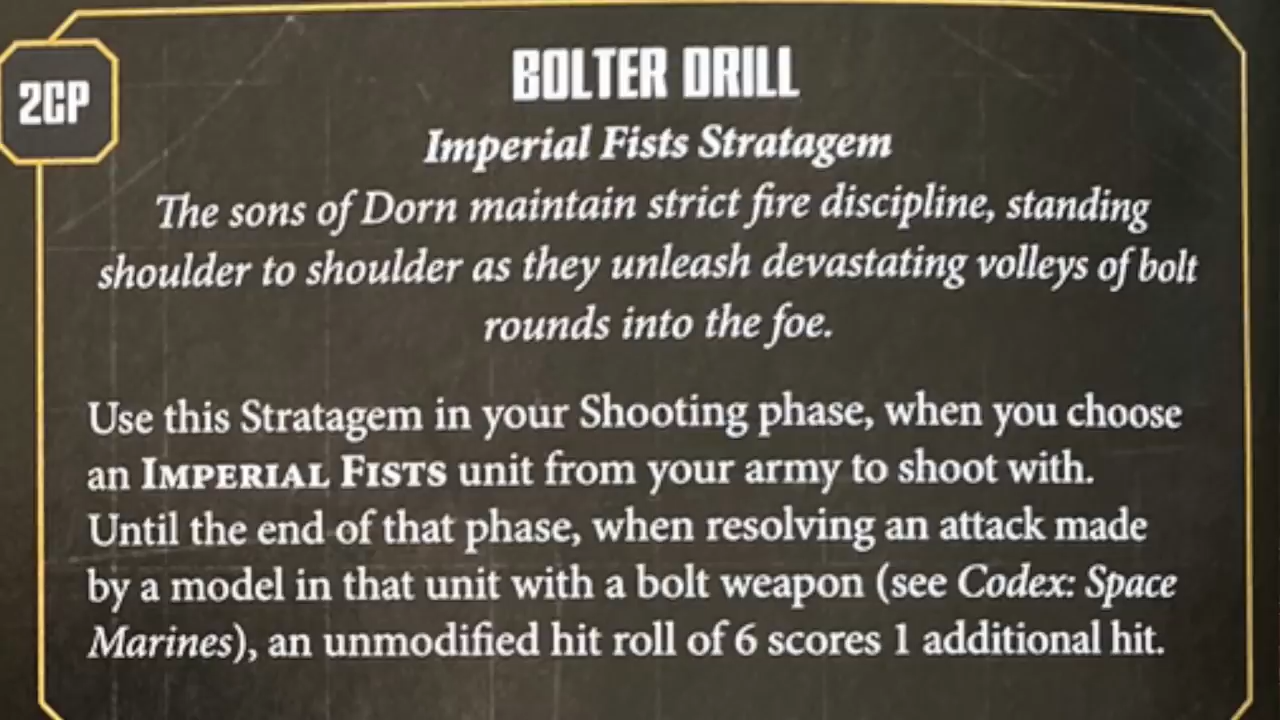 2CP
BOLTER DRILL
Imperial Fists Stratagem
The sons of Dorn maintain strict fire discipline, standing
shoulder to shoulder as they unleash devastating volleys of bolt
rounds into the foe.
Use this Stratagem in your Shooting phase, when you choose
an IMPERIAL FISTS unit from your army to shoot with.
Until the end of that phase, when resolving an attack made
by a model in that unit with a bolt weapon (see Codex: Space
Marines), an unmodified hit roll of 6 scores 1 additional hit.